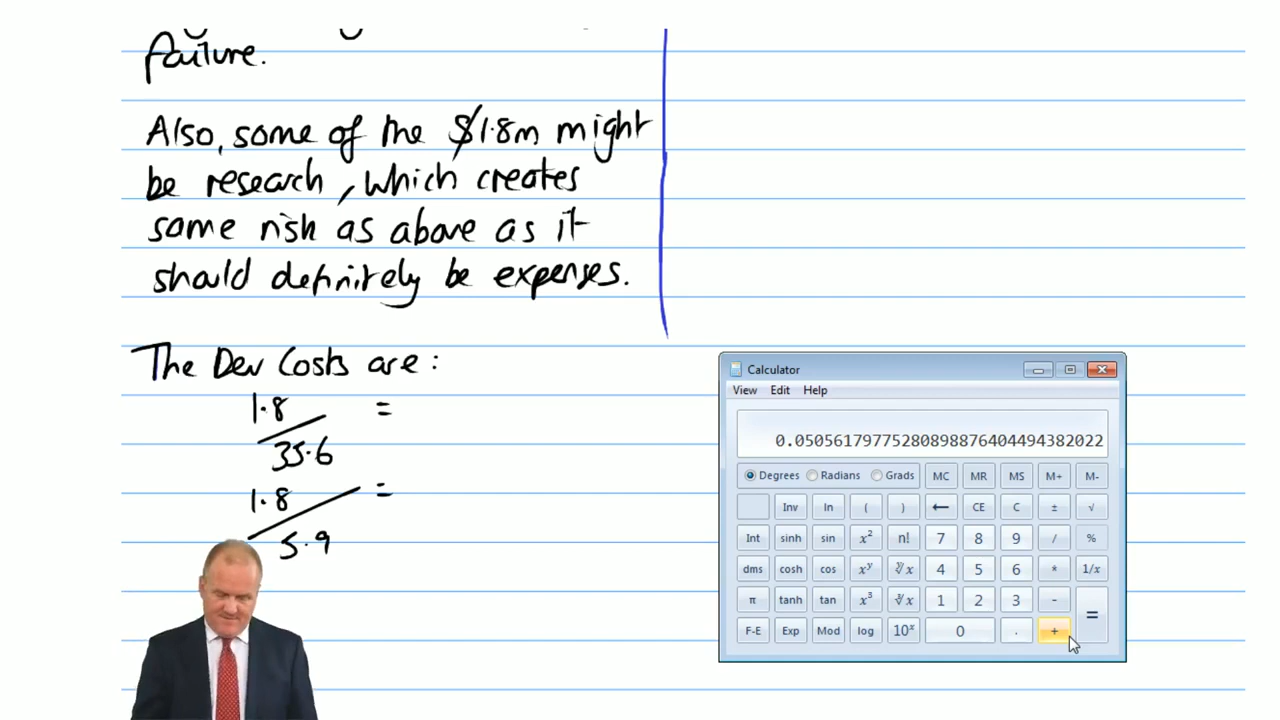 failure.
Also, some of the $1.8m might
be research, which creates
same risk as above as it
should definitely be expenses.
The Dev Costs are:
1.8 =
35.6
1.8 =
5.9
Calculator
View Edit Help
0.05056179775280898876404494382022
Degrees Radians Grads MC MR MS M+ M-
Inv ln ( ) ← CE C ± √
Int sinh sin x² n! 7 8 9 / %
dms cosh cos xʸ ʸ√x 4 5 6 * 1/x
π tanh tan x³ ³√x 1 2 3 - =
F-E Exp Mod log 10ˣ 0 . +